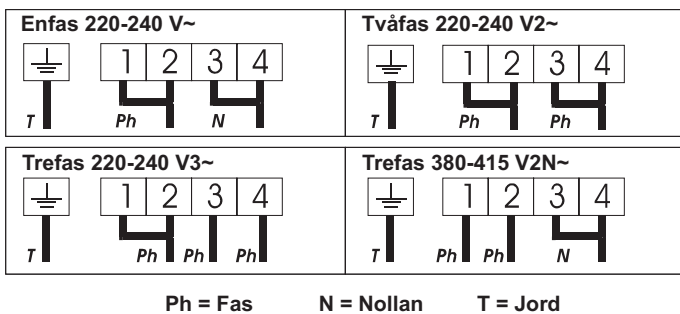 Enfas 220-240 V~
1 2 3 4
T Ph N
Tvåfas 220-240 V2~
1 2 3 4
T Ph Ph
Trefas 220-240 V3~
1 2 3 4
T Ph Ph Ph
Trefas 380-415 V2N~
1 2 3 4
T Ph Ph N
Ph = Fas N = Nollan T = Jord